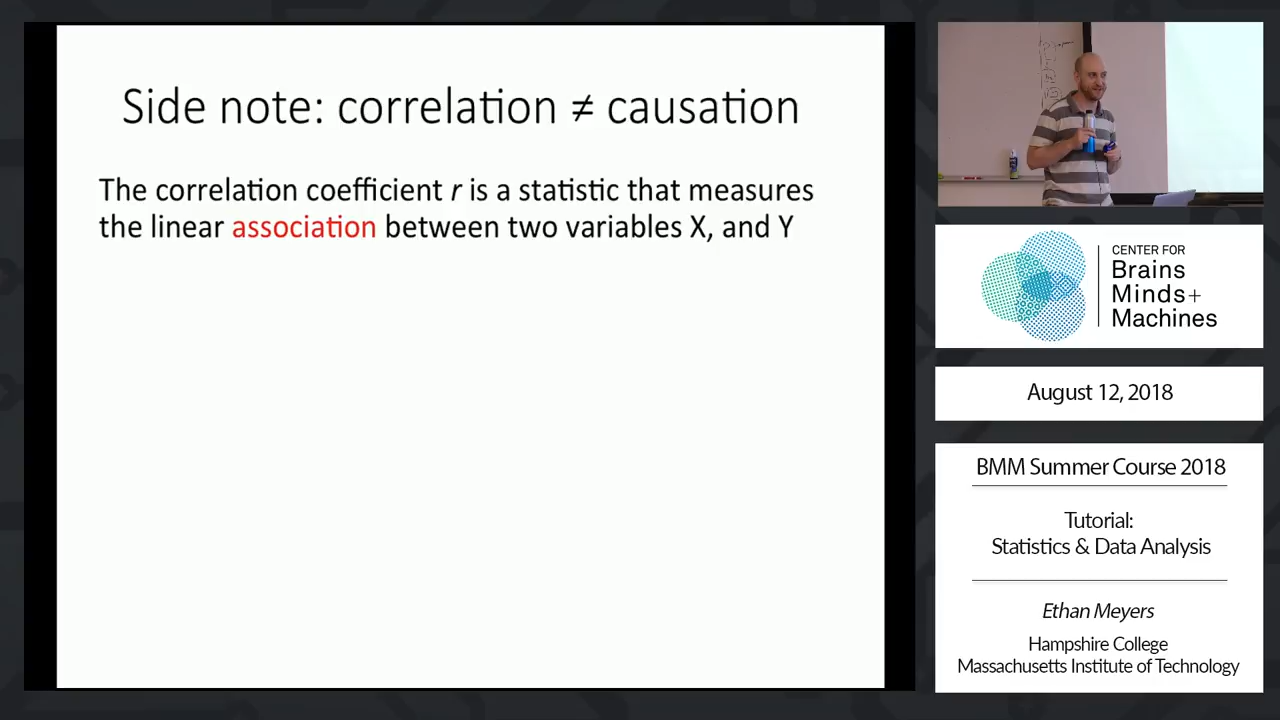 Side note: correlation ≠ causation
The correlation coefficient r is a statistic that measures
the linear association between two variables X, and Y
CENTER FOR
Brains
Minds+
Machines
August 12, 2018
BMM Summer Course 2018
Tutorial:
Statistics & Data Analysis
Ethan Meyers
Hampshire College
Massachusetts Institute of Technology